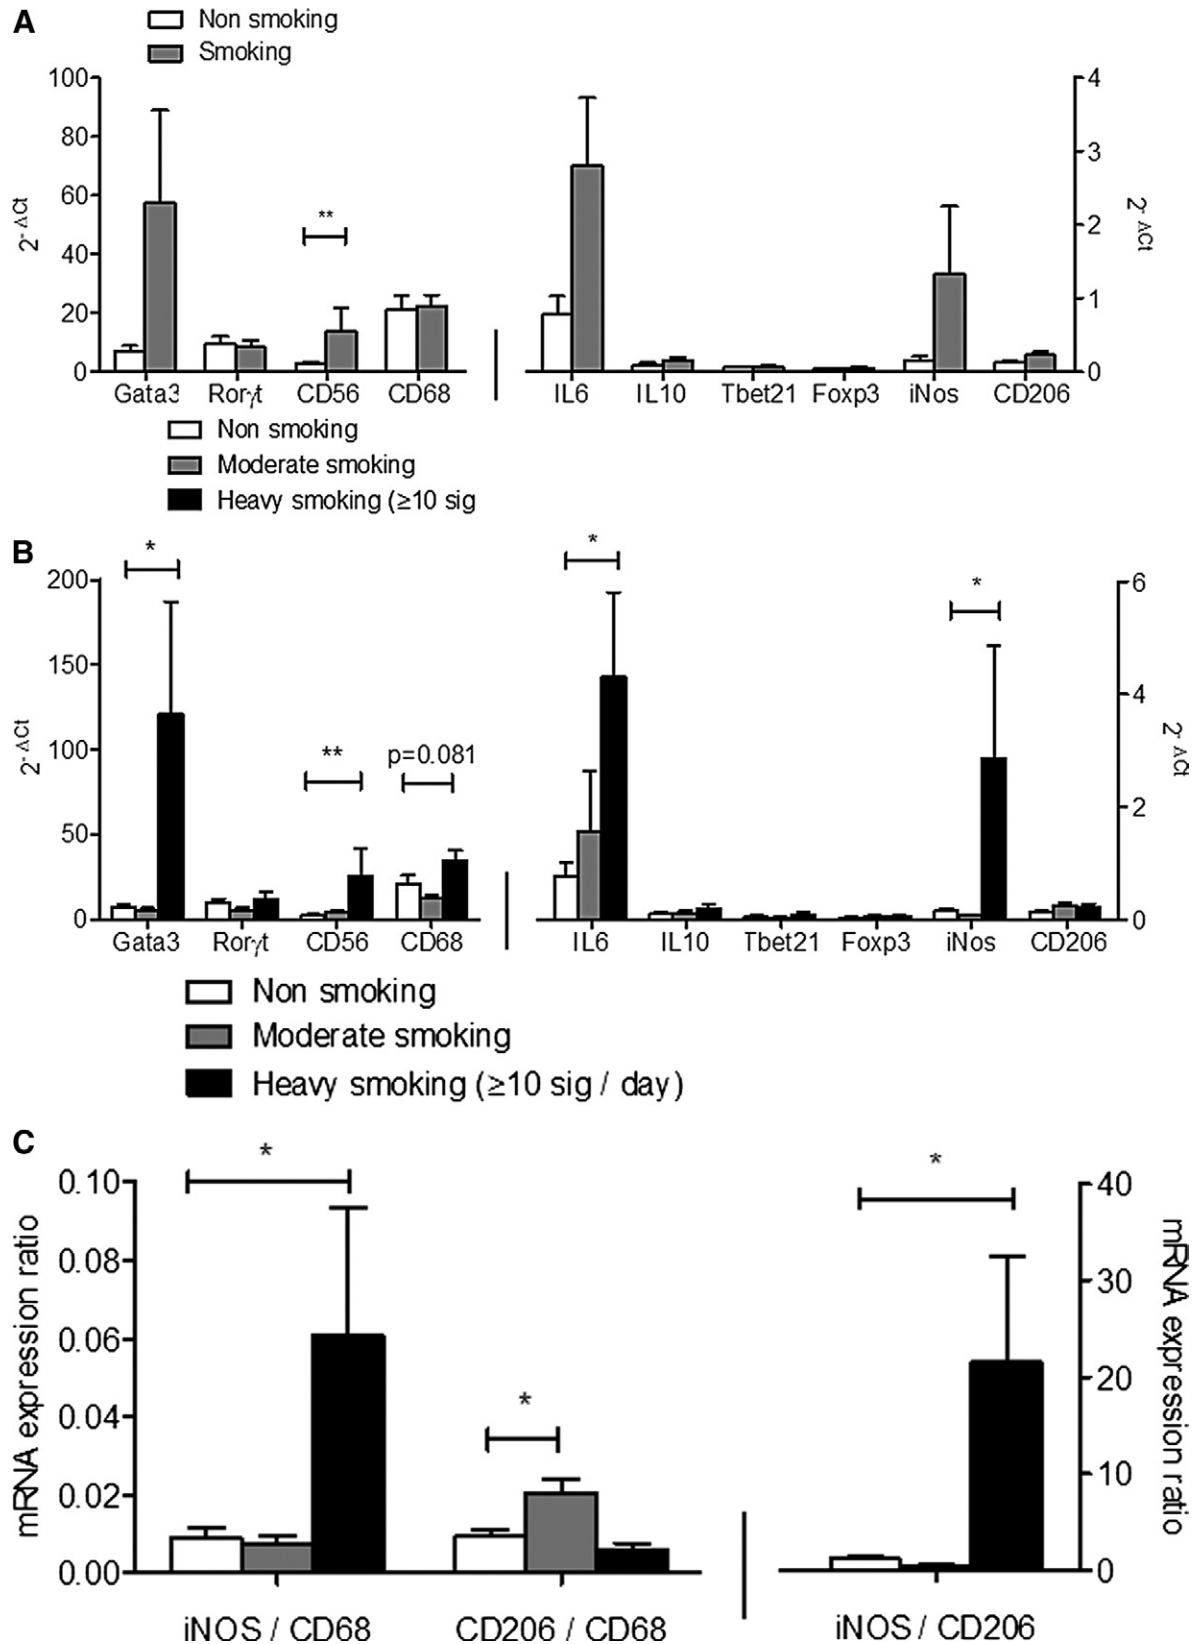 A
Non smoking
Smoking
100
80
60
40
20
0
2- ΔCt
**
4
3
2
1
0
2- ΔCt
Gata3 Rorγt CD56 CD68 IL6 IL10 Tbet21 Foxp3 iNos CD206
Non smoking
Moderate smoking
Heavy smoking (≥10 sig
B
200
150
100
50
0
2- ΔCt
*
**
p=0.081
*
*
6
4
2
0
2- ΔCt
Gata3 Rorγt CD56 CD68 IL6 IL10 Tbet21 Foxp3 iNos CD206
Non smoking
Moderate smoking
Heavy smoking (≥10 sig / day)
C
mRNA expression ratio
0.10
0.08
0.06
0.04
0.02
0.00
*
*
*
40
30
20
10
0
mRNA expression ratio
iNOS / CD68 CD206 / CD68 iNOS / CD206